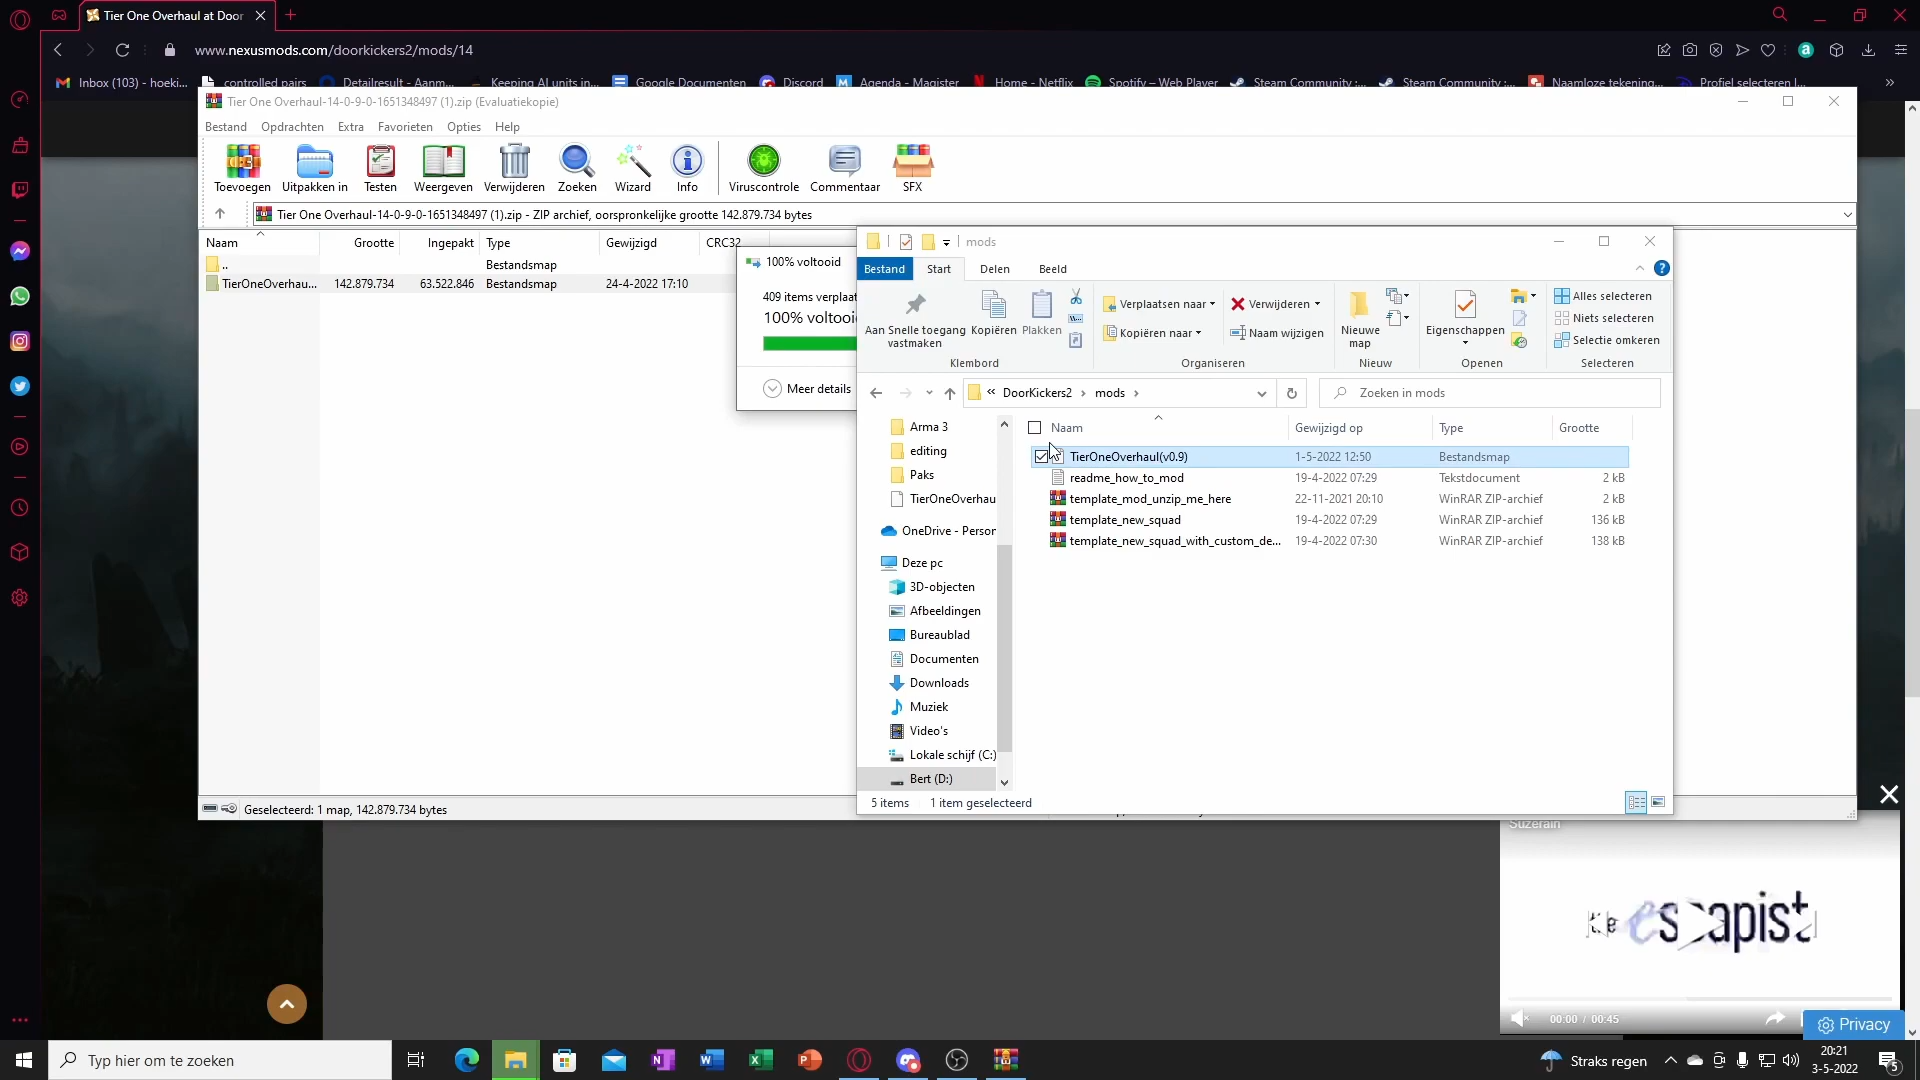 Tier One Overhaul at Door
www.nexusmods.com/doorkickers2/mods/14
Inbox (103) - hoeki... controlled pairs Detailresult - Aanm... Keeping AI units in... Google Documenten Discord Agenda - Magister Home - Netflix Spotify – Web Player Steam Community :... Steam Community :... Naamloze tekening... Profiel selecteren |... »
Tier One Overhaul-14-0-9-0-1651348497 (1).zip (Evaluatiekopie)
Bestand Opdrachten Extra Favorieten Opties Help
Toevoegen Uitpakken in Testen Weergeven Verwijderen Zoeken Wizard Info Viruscontrole Commentaar SFX
Tier One Overhaul-14-0-9-0-1651348497 (1).zip - ZIP archief, oorspronkelijke grootte 142.879.734 bytes
Naam Grootte Ingepakt Type Gewijzigd CRC32
.. Bestandsmap
TierOneOverhau... 142.879.734 63.522.846 Bestandsmap 24-4-2022 17:10
Geselecteerd: 1 map, 142.879.734 bytes
100% voltooid
409 items verplaat
100% voltooi
Meer details
mods
Bestand Start Delen Beeld
Aan Snelle toegang vastmaken
Kopiëren
Plakken
Klembord
Verplaatsen naar
Kopiëren naar
Verwijderen
Naam wijzigen
Organiseren
Nieuwe map
Nieuw
Eigenschappen
Openen
Alles selecteren
Niets selecteren
Selectie omkeren
Selecteren
« DoorKickers2 > mods >
Zoeken in mods
Arma 3
editing
Paks
TierOneOverhau
OneDrive - Person
Deze pc
3D-objecten
Afbeeldingen
Bureaublad
Documenten
Downloads
Muziek
Video's
Lokale schijf (C:)
Bert (D:)
Naam Gewijzigd op Type Grootte
TierOneOverhaul(v0.9) 1-5-2022 12:50 Bestandsmap
readme_how_to_mod 19-4-2022 07:29 Tekstdocument 2 kB
template_mod_unzip_me_here 22-11-2021 20:10 WinRAR ZIP-archief 2 kB
template_new_squad 19-4-2022 07:29 WinRAR ZIP-archief 136 kB
template_new_squad_with_custom_de... 19-4-2022 07:30 WinRAR ZIP-archief 138 kB
5 items 1 item geselecteerd
Suzerain
the escapist
00:00 / 00:45
Privacy
Typ hier om te zoeken
Straks regen
20:21
3-5-2022
5